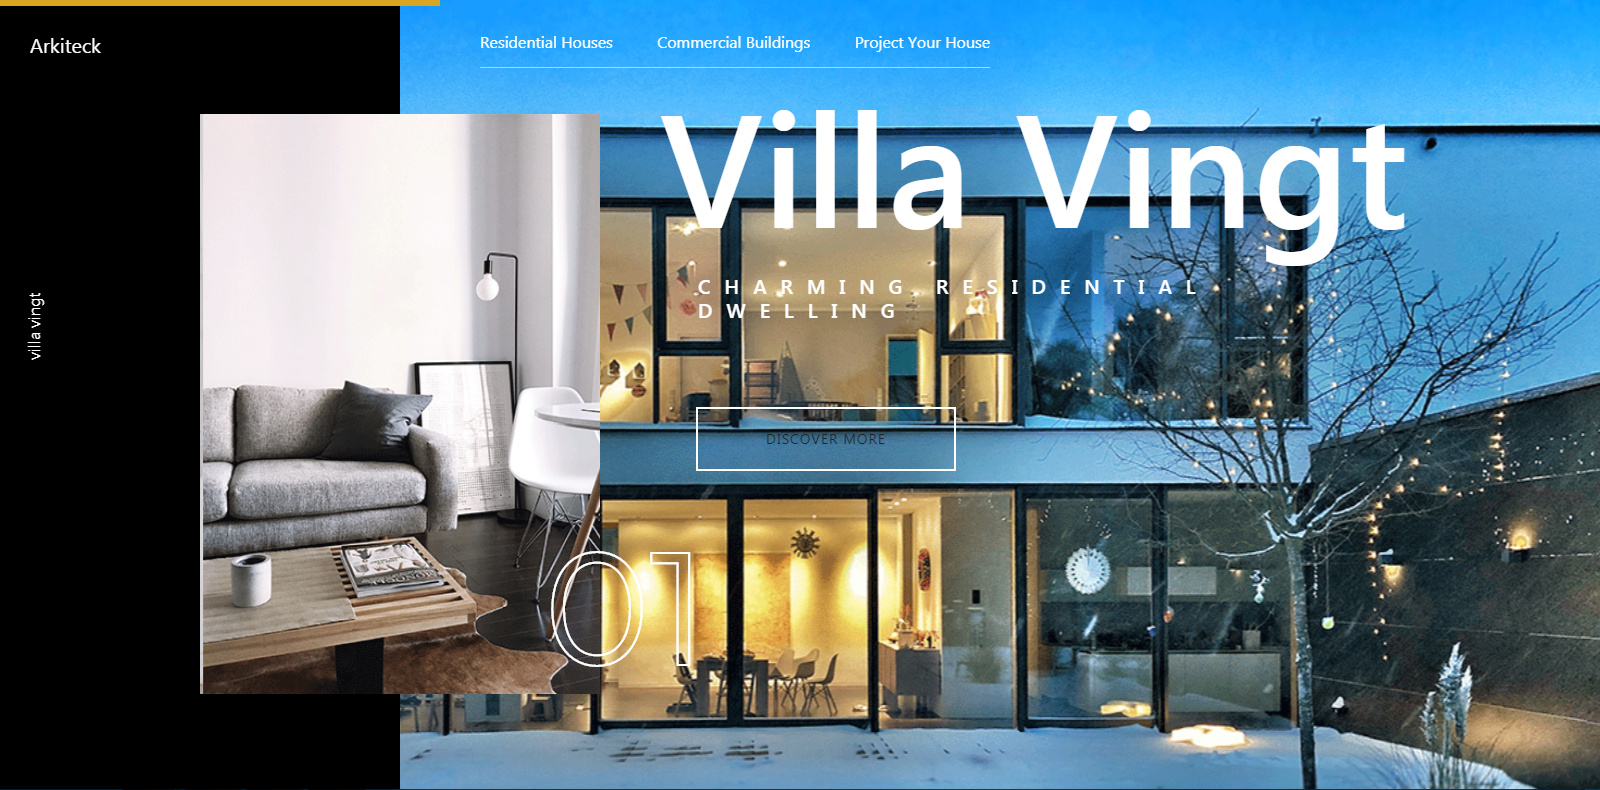 Arkiteck
Residential Houses
Commercial Buildings
Project Your House
Villa Vingt
CHARMING RESIDENTIAL
DWELLING
villa vingt
DISCOVER MORE
01